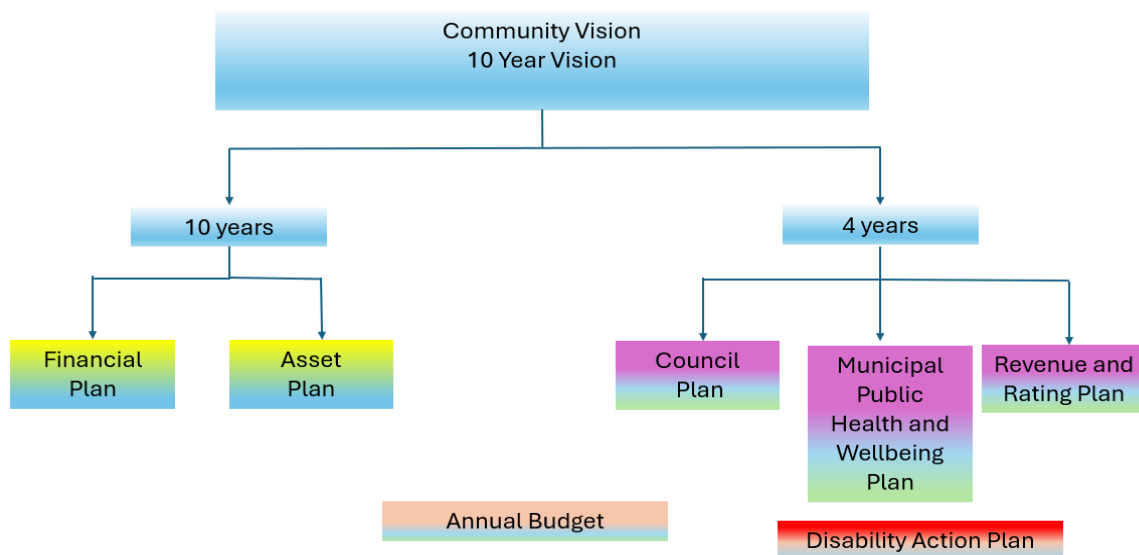 Community Vision
10 Year Vision
10 years
4 years
Financial
Plan
Asset
Plan
Council
Plan
Municipal
Public
Health and
Wellbeing
Plan
Revenue and
Rating Plan
Annual Budget
Disability Action Plan